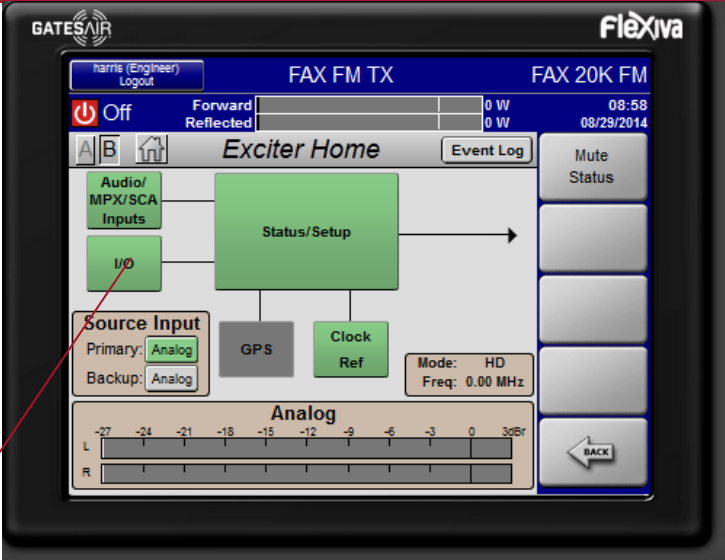 GATESAIR
Flexiva
harris (Engineer)
Logout
FAX FM TX
FAX 20K FM
Off
Forward
0 W
08:58
Reflected
0 W
08/29/2014
A B
Exciter Home
Event Log
Mute
Status
Audio/
MPX/SCA
Inputs
Status/Setup
I/O
Source Input
Primary: Analog
Backup: Analog
GPS
Clock
Ref
Mode: HD
Freq: 0.00 MHz
Analog
-27 -24 -21 -18 -15 -12 -9 -6 -3 0 3dBr
L
R
BACK